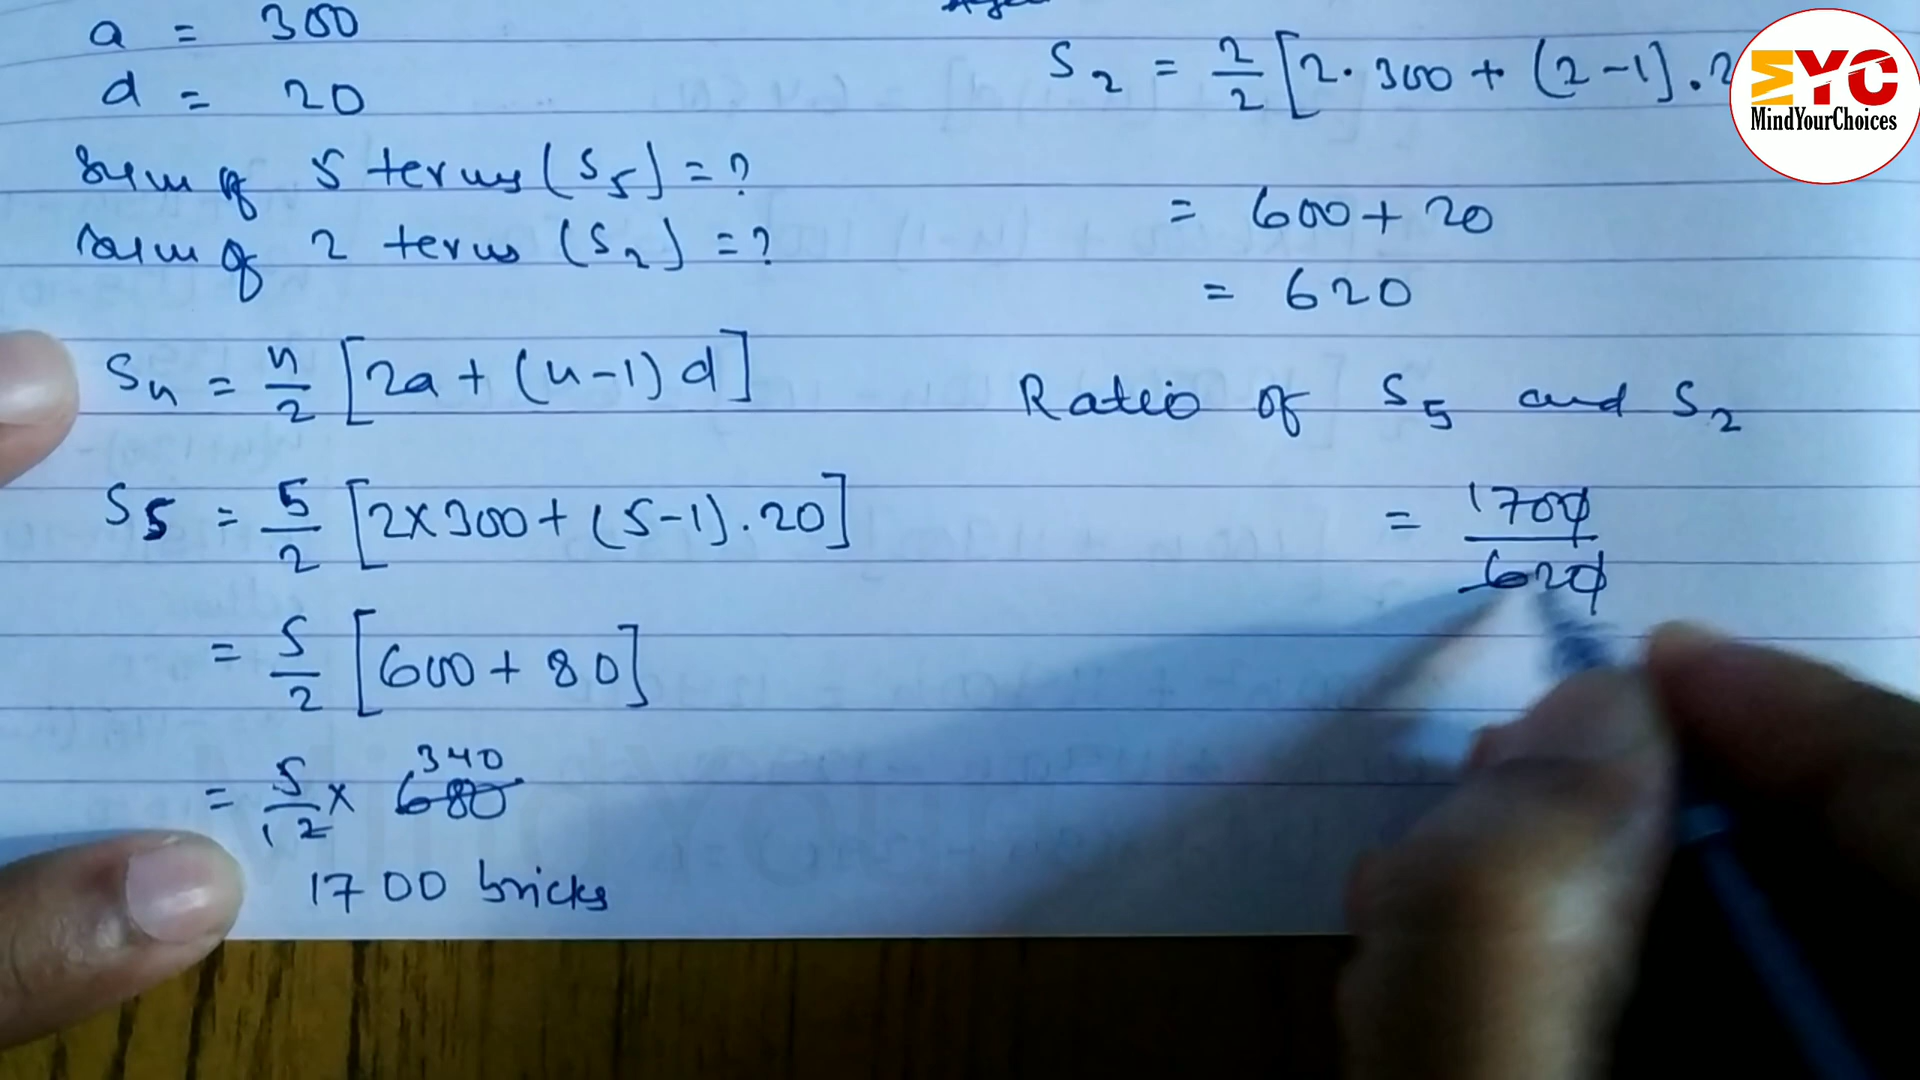 a = 300
d = 20
sum of 5 terms (S5) = ?
sum of 2 terms (S2) = ?
Sn = n/2 [2a + (n-1) d]
S5 = 5/2 [2x300 + (5-1).20]
= 5/2 [600 + 80]
340
= 5/2 x 680
1
1700 bricks
S2 = 2/2 [2. 300 + (2-1].2
= 600 + 20
= 620
Ratio of S5 and S2
= 1700/620
MYC
MindYourChoices